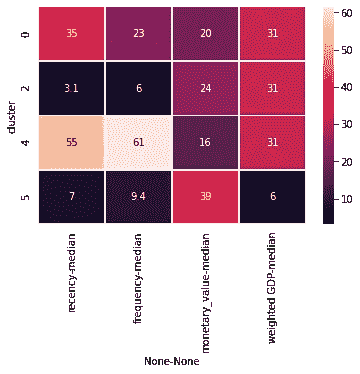 0 35 23 20 31
2 3.1 6 24 31
4 55 61 16 31
5 7 9.4 39 6
cluster
recency-median
frequency-median
monetary_value-median
weighted GDP-median
None-None
60
50
40
30
20
10